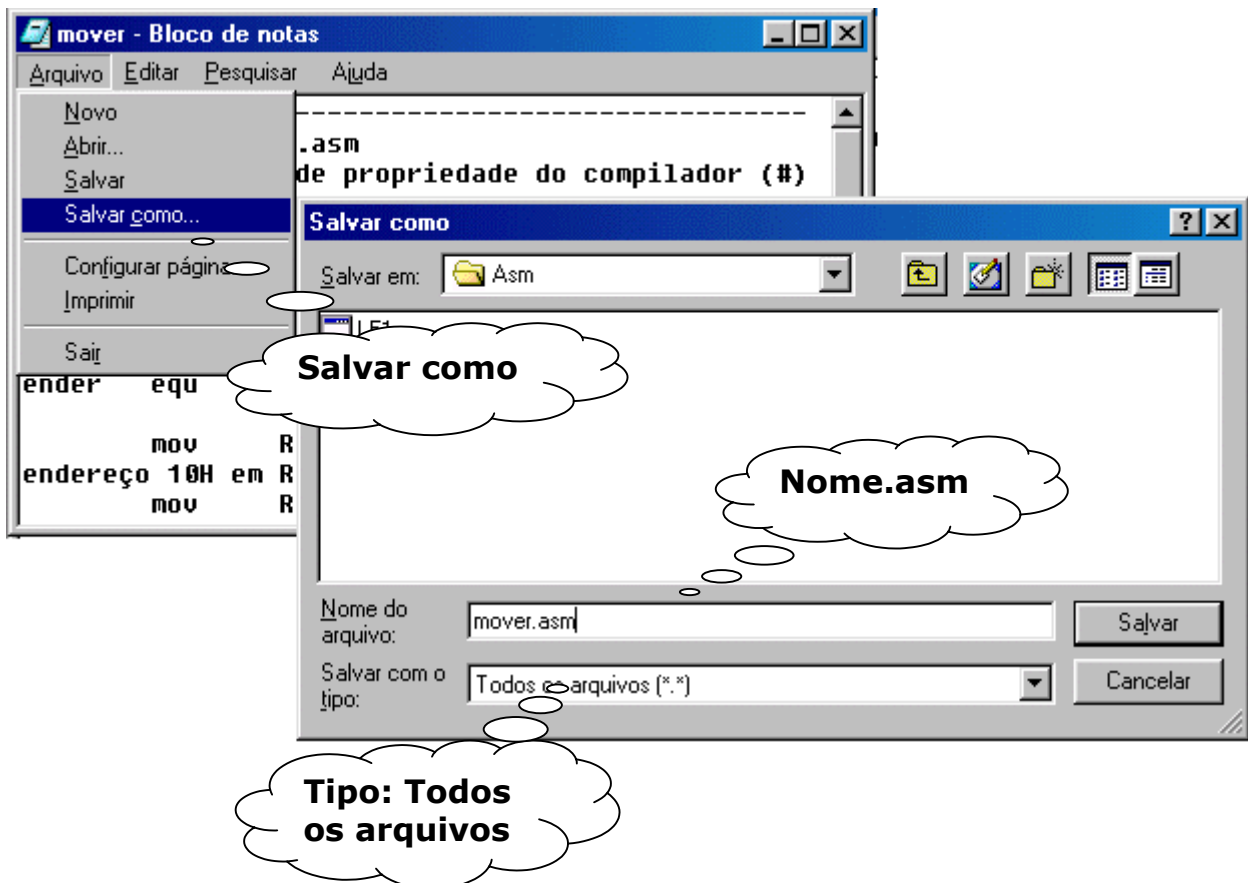 mover - Bloco de notas
Arquivo Editar Pesquisar Ajuda
Novo
Abrir...
Salvar
Salvar como...
Configurar página
Imprimir
Sair
--------------------------------
.asm
de propriedade do compilador (#)
ender equ
mov R
endereço 10H em R
mov R
Salvar como
Salvar em: Asm
Salvar como
Nome.asm
Nome do
arquivo:
mover.asm
Salvar
Salvar com o
tipo:
Todos os arquivos (*.*)
Cancelar
Tipo: Todos
os arquivos